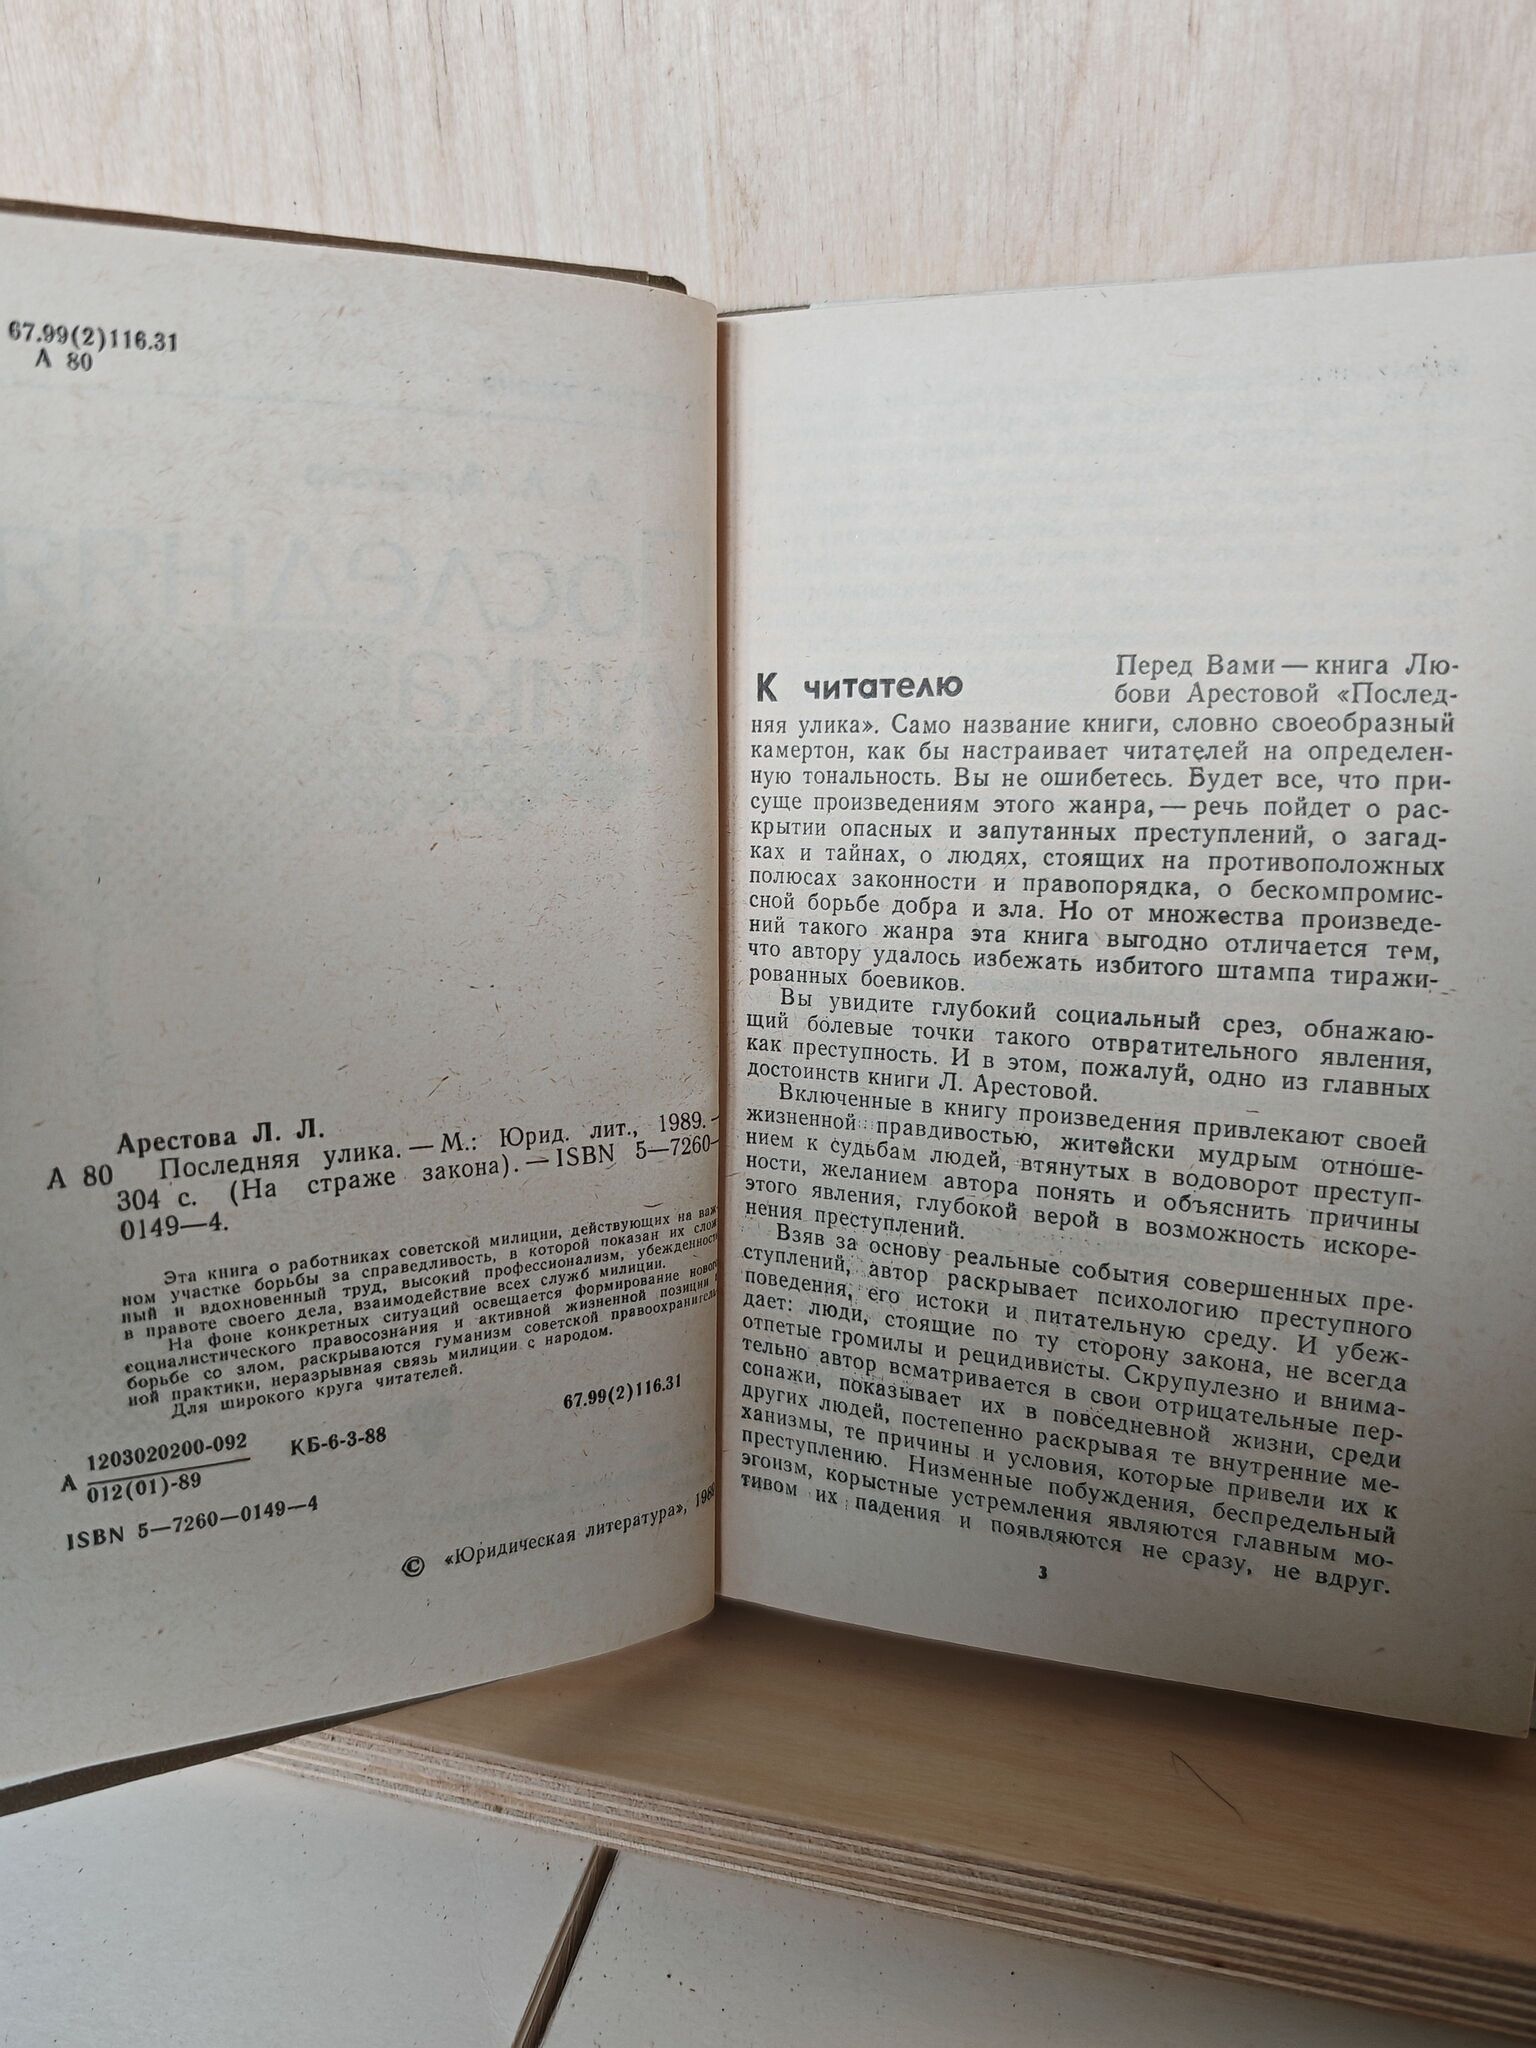 67.99(2)116.31
А 80
Арестова Л. Л.
А 80 Последняя улика. — М.: Юрид. лит., 1989. —
304 с. (На страже закона). — ISBN 5—7260—
0149—4.
Эта книга о работниках советской милиции, действующих на важ-
ном участке борьбы за справедливость, в которой показан их слож-
ный и вдохновенный труд, высокий профессионализм, убежденность
в правоте своего дела, взаимодействие всех служб милиции.
На фоне конкретных ситуаций освещается формирование нового
социалистического правосознания и активной жизненной позиции в
борьбе со злом, раскрываются гуманизм советской правоохранитель-
ной практики, неразрывная связь милиции с народом.
Для широкого круга читателей.
67.99(2)116.31
А 1203020200-092 КБ-6-3-88
012(01)-89
ISBN 5—7260—0149—4
© «Юридическая литература», 198
К читателю
Перед Вами — книга Лю-
бови Арестовой «Послед-
няя улика». Само название книги, словно своеобразный
камертон, как бы настраивает читателей на определен-
ную тональность. Вы не ошибетесь. Будет все, что при-
суще произведениям этого жанра, — речь пойдет о рас-
крытии опасных и запутанных преступлений, о загад-
ках и тайнах, о людях, стоящих на противоположных
полюсах законности и правопорядка, о бескомпромис-
сной борьбе добра и зла. Но от множества произведе-
ний такого жанра эта книга выгодно отличается тем,
что автору удалось избежать избитого штампа тиражи-
рованных боевиков.
Вы увидите глубокий социальный срез, обнажаю-
щий болевые точки такого отвратительного явления,
как преступность. И в этом, пожалуй, одно из главных
достоинств книги Л. Арестовой.
Включенные в книгу произведения привлекают своей
жизненной правдивостью, житейски мудрым отноше-
нием к судьбам людей, втянутых в водоворот преступ-
ности, желанием автора понять и объяснить причины
этого явления, глубокой верой в возможность искоре-
нения преступлений.
Взяв за основу реальные события совершенных пре-
ступлений, автор раскрывает психологию преступного
поведения, его истоки и питательную среду. И убеж-
дает: люди, стоящие по ту сторону закона, не всегда
отпетые громилы и рецидивисты. Скрупулезно и внима-
тельно автор всматривается в свои отрицательные пер-
сонажи, показывает их в повседневной жизни, среди
других людей, постепенно раскрывая те внутренние ме-
ханизмы, те причины и условия, которые привели их к
преступлению. Низменные побуждения, беспредельный
эгоизм, корыстные устремления являются главным мо-
тивом их падения и появляются не сразу, не вдруг.
3